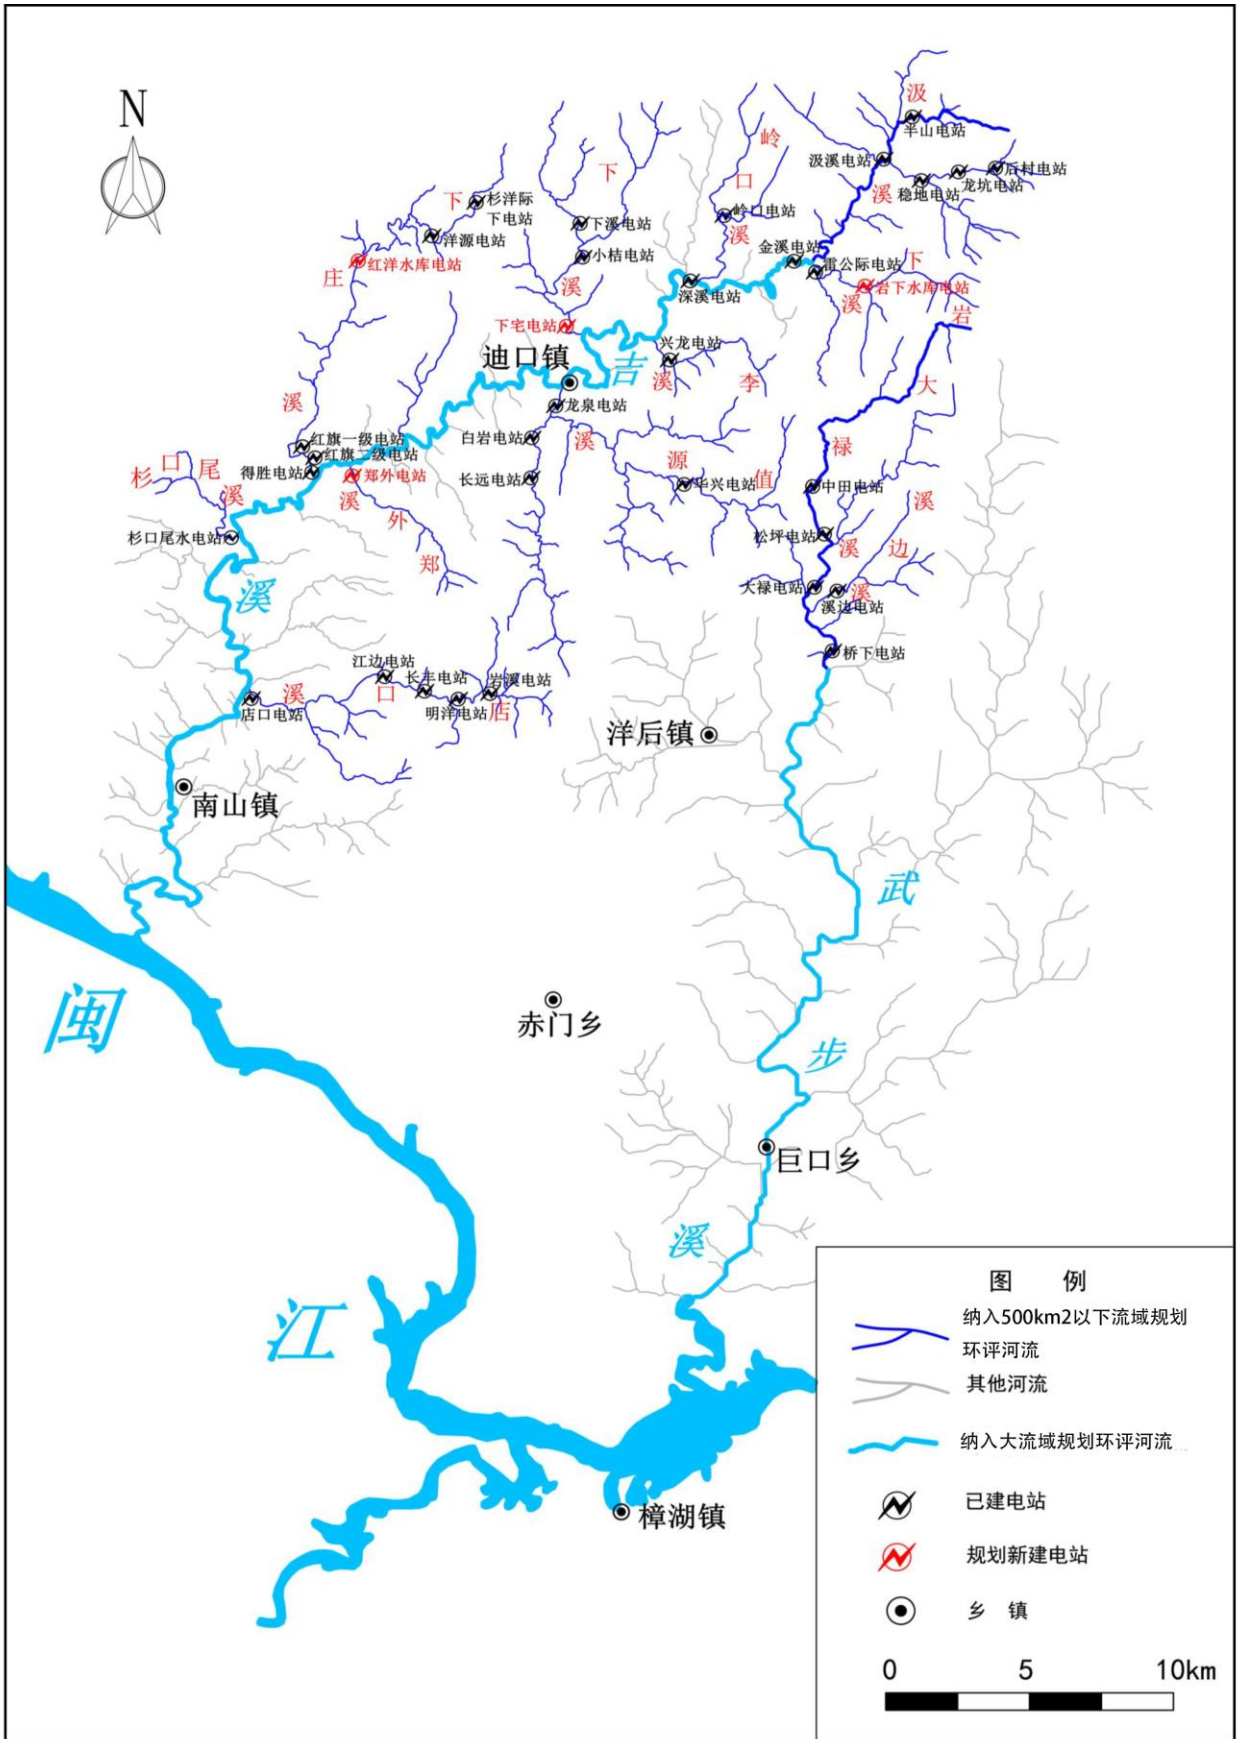 N
汲
半山电站
岭
汲溪电站
后村电站
龙坑电站
稳地电站
溪
口
下
下
杉洋际
下电站
岭口电站
溪
下溪电站
洋源电站
金溪电站
小桔电站
雷公际电站
下
红洋水库电站
庄
溪
深溪电站
岩下水库电站
溪
岩
下宅电站
兴龙电站
迪口镇
吉
溪
李
大
溪
龙泉电站
红旗一级电站
白岩电站
溪
禄
红旗二级电站
源
杉
口
尾
溪
得胜电站
郑外电站
长远电站
华兴电站
值
中田电站
溪
溪
外
郑
杉口尾水电站
松坪电站
溪
边
溪
大禄电站
溪
溪边电站
桥下电站
江边电站
长丰电站
岩溪电站
溪
口
店
店口电站
明洋电站
洋后镇
南山镇
武
闽
赤门乡
步
巨口乡
溪
江
樟湖镇
图 例
纳入500km2以下流域规划
环评河流
其他河流
纳入大流域规划环评河流
已建电站
规划新建电站
乡 镇
0 5 10km